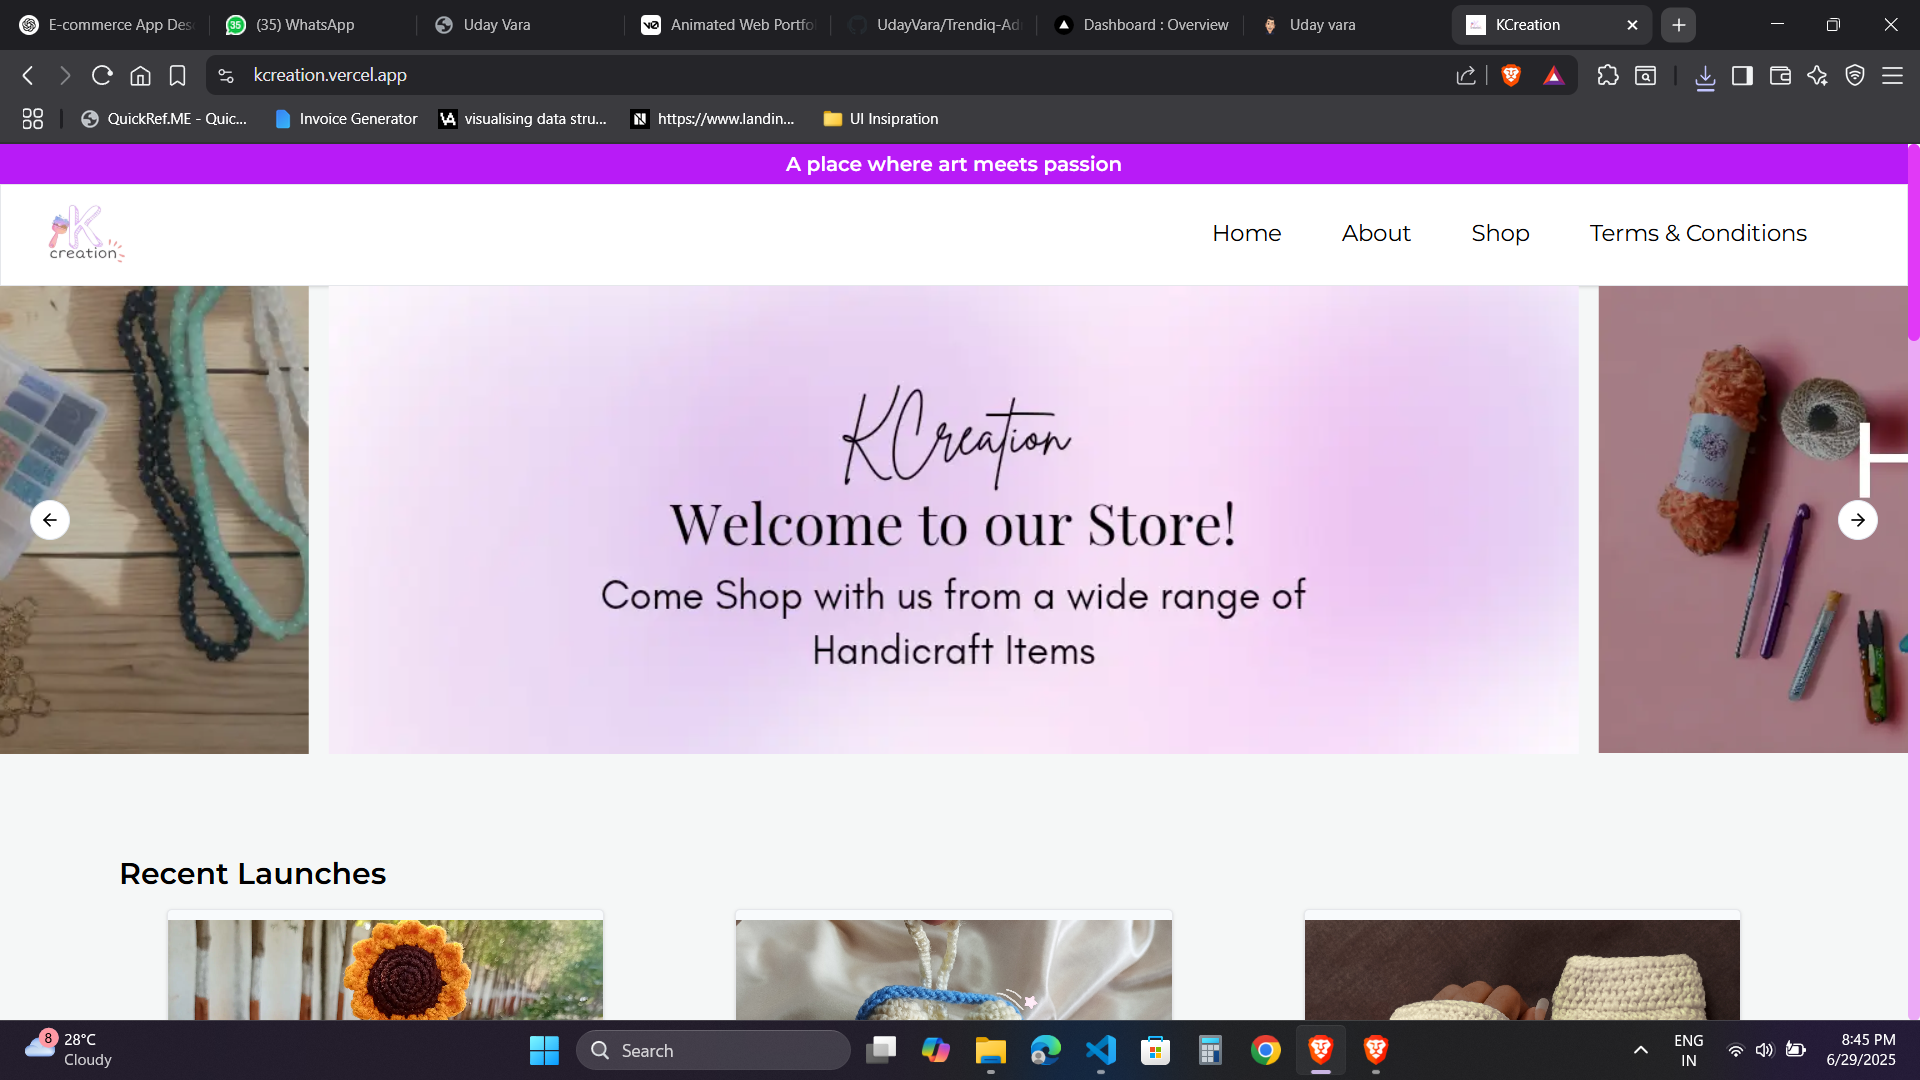 E-commerce App Des
(35) WhatsApp
Uday Vara
Animated Web Portfo
UdayVara/Trendiq-Ad
Dashboard : Overview
Uday vara
KCreation
kcreation.vercel.app
QuickRef.ME - Quic...
Invoice Generator
visualising data stru...
https://www.landin...
UI Insipration
A place where art meets passion
K
creation
Home
About
Shop
Terms & Conditions
KCreation
Welcome to our Store!
Come Shop with us from a wide range of
Handicraft Items
Recent Launches
8
28°C
Cloudy
Search
ENG
IN
8:45 PM
6/29/2025